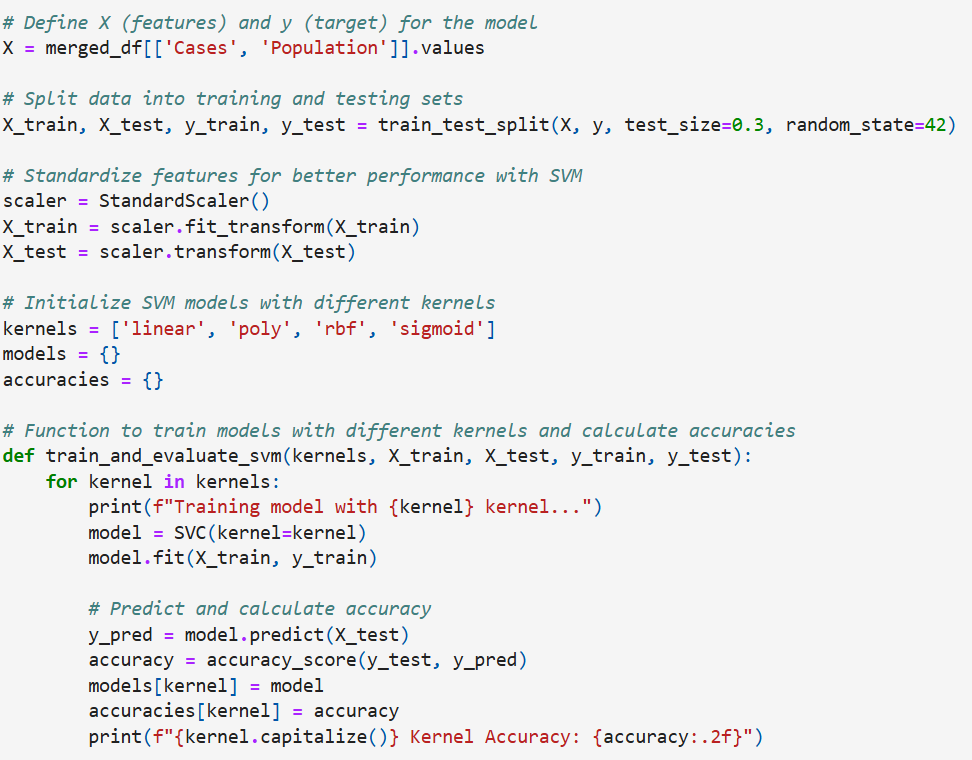 # Define X (features) and y (target) for the model
X = merged_df[['Cases', 'Population']].values
# Split data into training and testing sets
X_train, X_test, y_train, y_test = train_test_split(X, y, test_size=0.3, random_state=42)
# Standardize features for better performance with SVM
scaler = StandardScaler()
X_train = scaler.fit_transform(X_train)
X_test = scaler.transform(X_test)
# Initialize SVM models with different kernels
kernels = ['linear', 'poly', 'rbf', 'sigmoid']
models = {}
accuracies = {}
# Function to train models with different kernels and calculate accuracies
def train_and_evaluate_svm(kernels, X_train, X_test, y_train, y_test):
    for kernel in kernels:
        print(f"Training model with {kernel} kernel...")
        model = SVC(kernel=kernel)
        model.fit(X_train, y_train)
        # Predict and calculate accuracy
        y_pred = model.predict(X_test)
        accuracy = accuracy_score(y_test, y_pred)
        models[kernel] = model
        accuracies[kernel] = accuracy
        print(f"{kernel.capitalize()} Kernel Accuracy: {accuracy:.2f}")